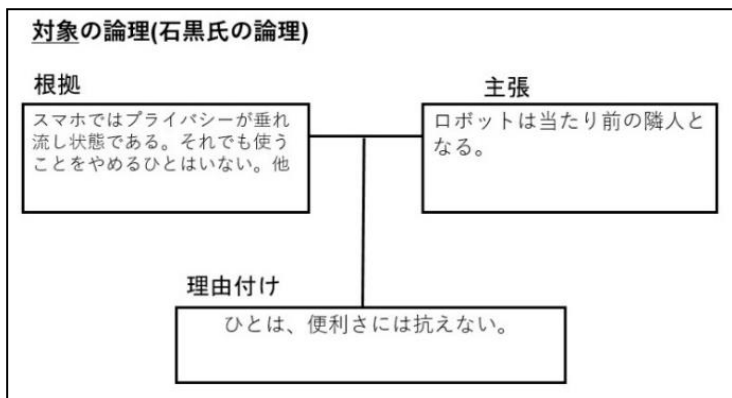 対象の論理(石黒氏の論理)
根拠
スマホではプライバシーが垂れ
流し状態である。それでも使う
ことをやめるひとはいない。他
主張
ロボットは当たり前の隣人と
なる。
理由付け
ひとは、便利さには抗えない。